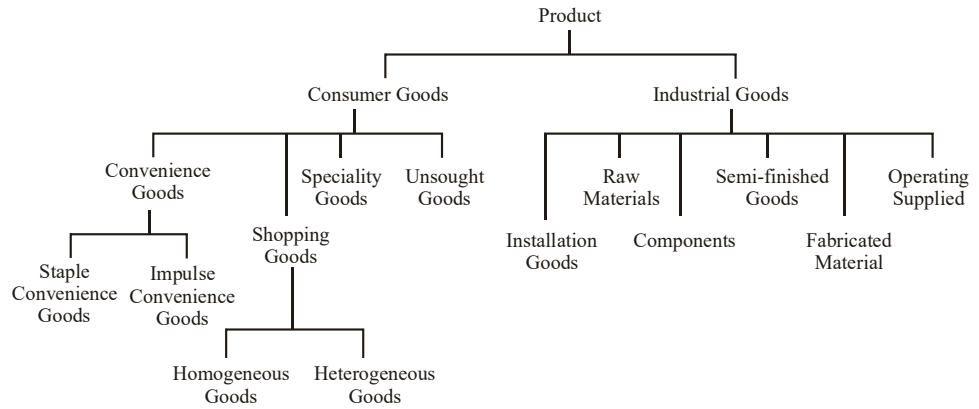 Product
Consumer Goods
Industrial Goods
Convenience
Goods
Speciality
Goods
Unsought
Goods
Raw
Materials
Semi-finished
Goods
Operating
Supplied
Shopping
Goods
Installation
Goods
Components
Fabricated
Material
Staple
Convenience
Goods
Impulse
Convenience
Goods
Homogeneous
Goods
Heterogeneous
Goods